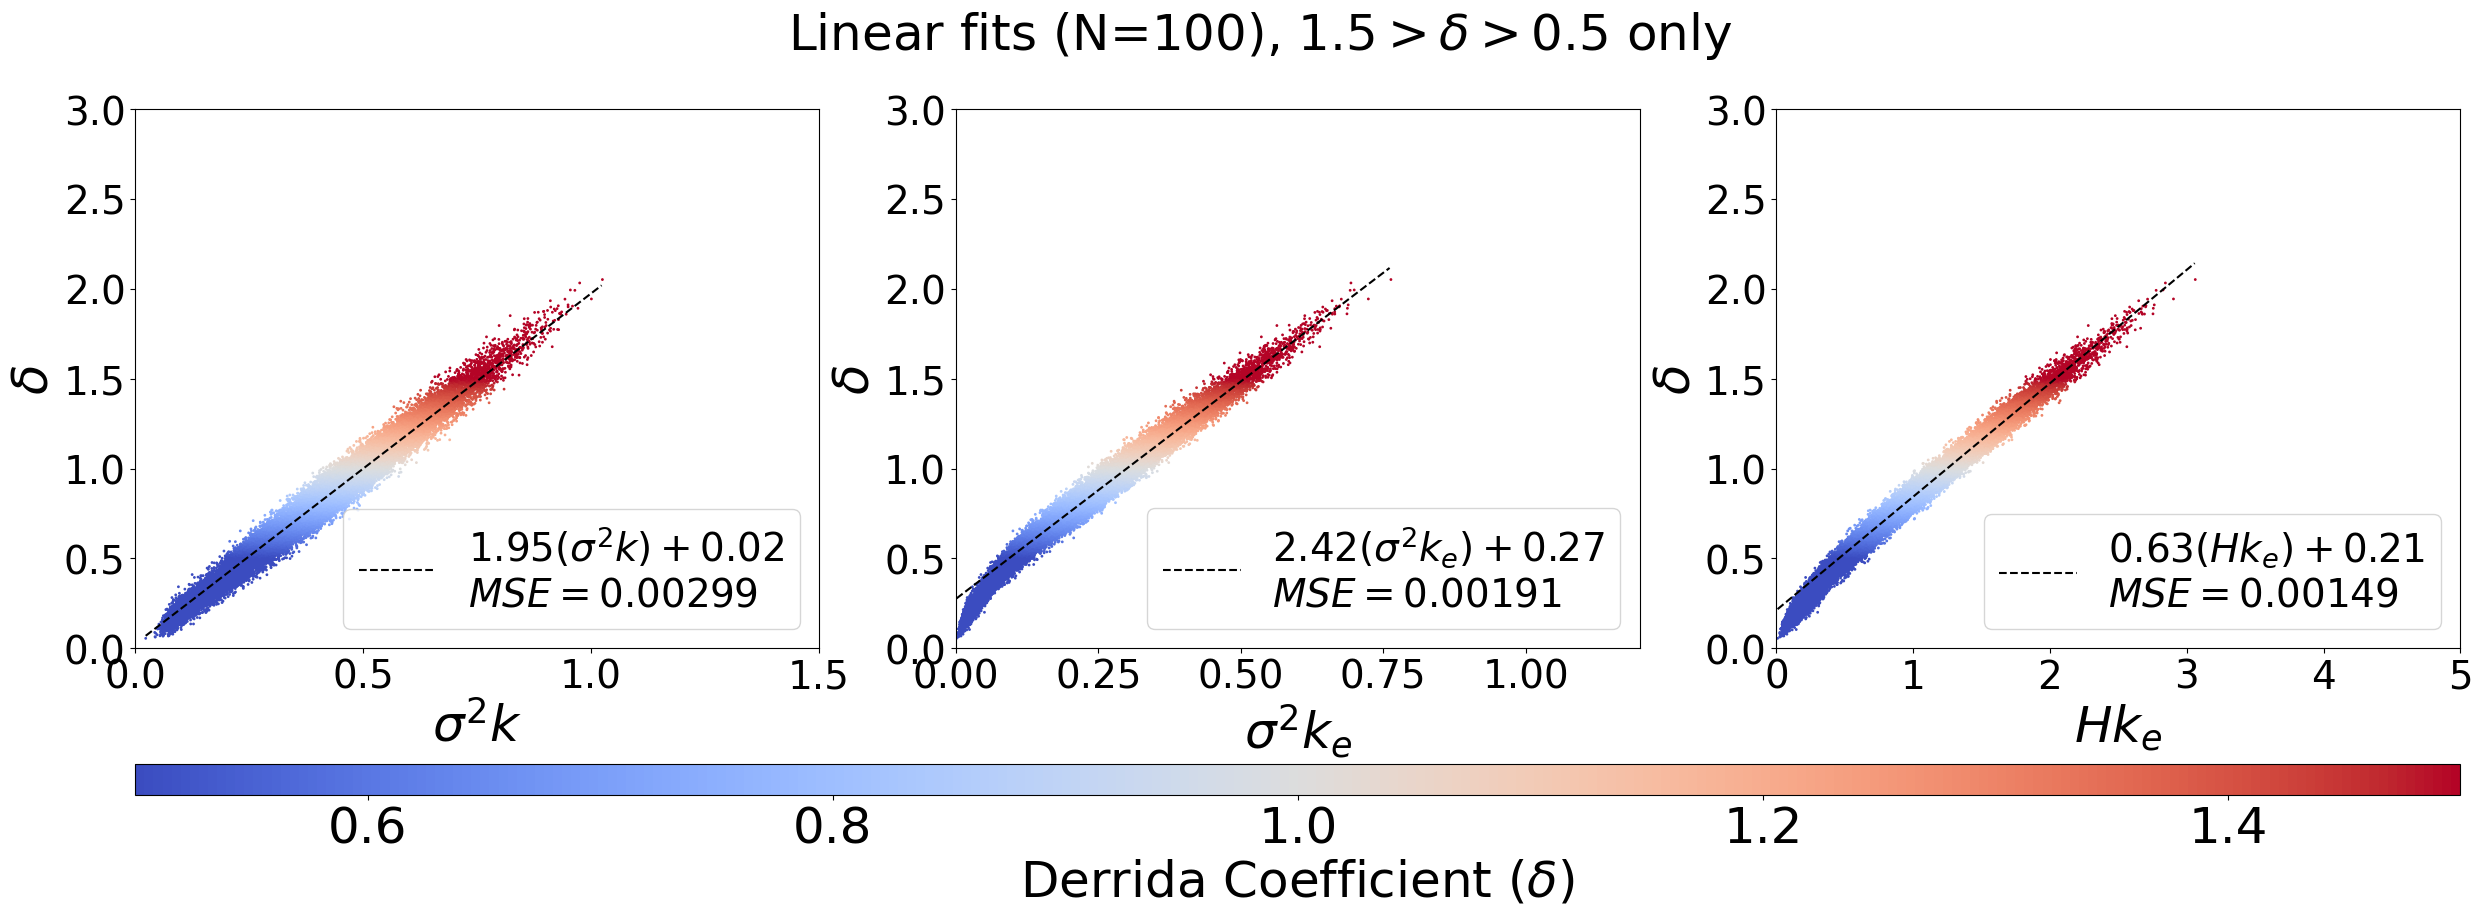 Linear fits (N=100), 1.5 > δ > 0.5 only
3.0
2.5
2.0
1.5
1.0
0.5
0.0
δ
0.0 0.5 1.0 1.5
σ²k
1.95(σ²k) + 0.02
MSE = 0.00299
3.0
2.5
2.0
1.5
1.0
0.5
0.0
δ
0.00 0.25 0.50 0.75 1.00
σ²kₑ
2.42(σ²kₑ) + 0.27
MSE = 0.00191
3.0
2.5
2.0
1.5
1.0
0.5
0.0
δ
0 1 2 3 4 5
Hkₑ
0.63(Hkₑ) + 0.21
MSE = 0.00149
0.6 0.8 1.0 1.2 1.4
Derrida Coefficient (δ)